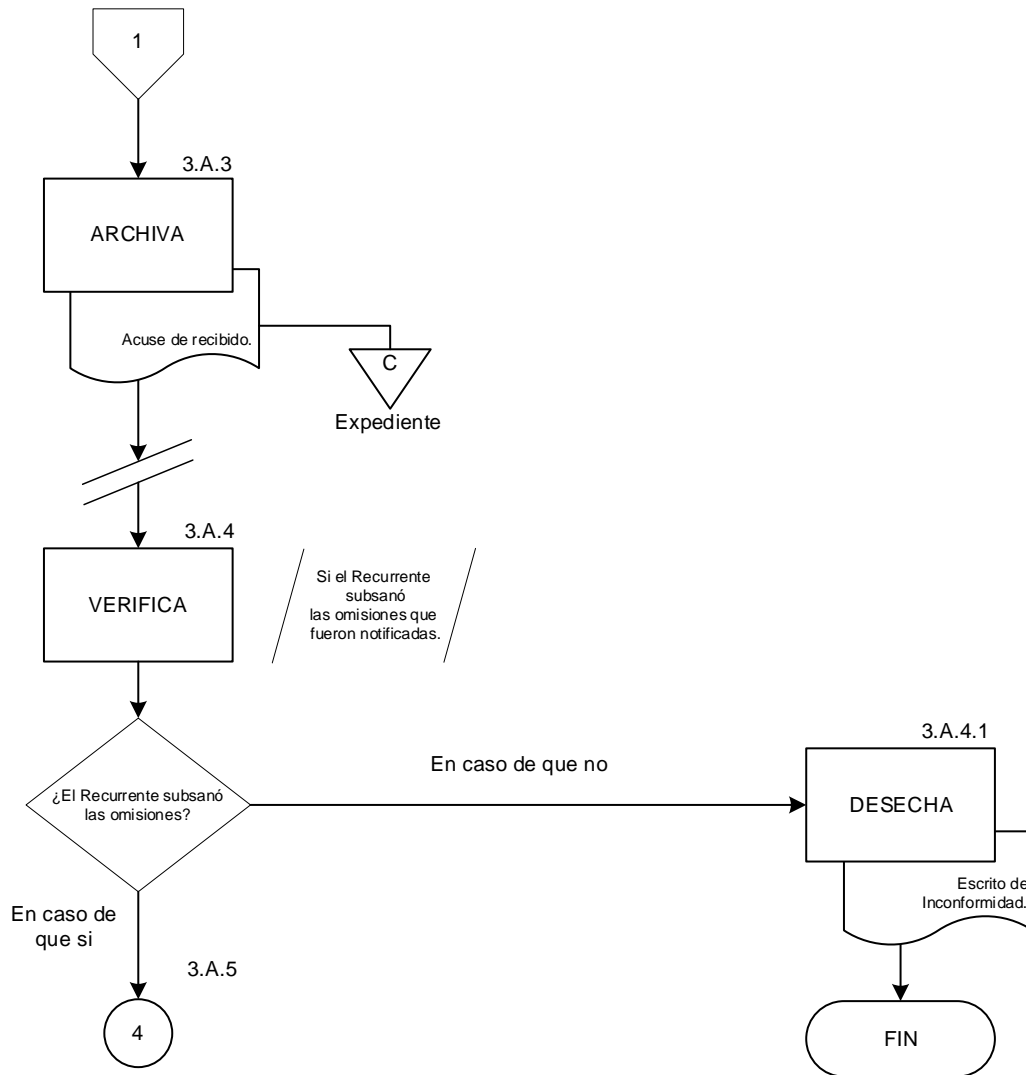 1
3.A.3
ARCHIVA
Acuse de recibido.
C
Expediente
3.A.4
VERIFICA
Si el Recurrente
subsanó
las omisiones que
fueron notificadas.
¿El Recurrente subsanó
las omisiones?
En caso de que no
3.A.4.1
DESECHA
Escrito de
Inconformidad.
En caso de
que si
3.A.5
4
FIN